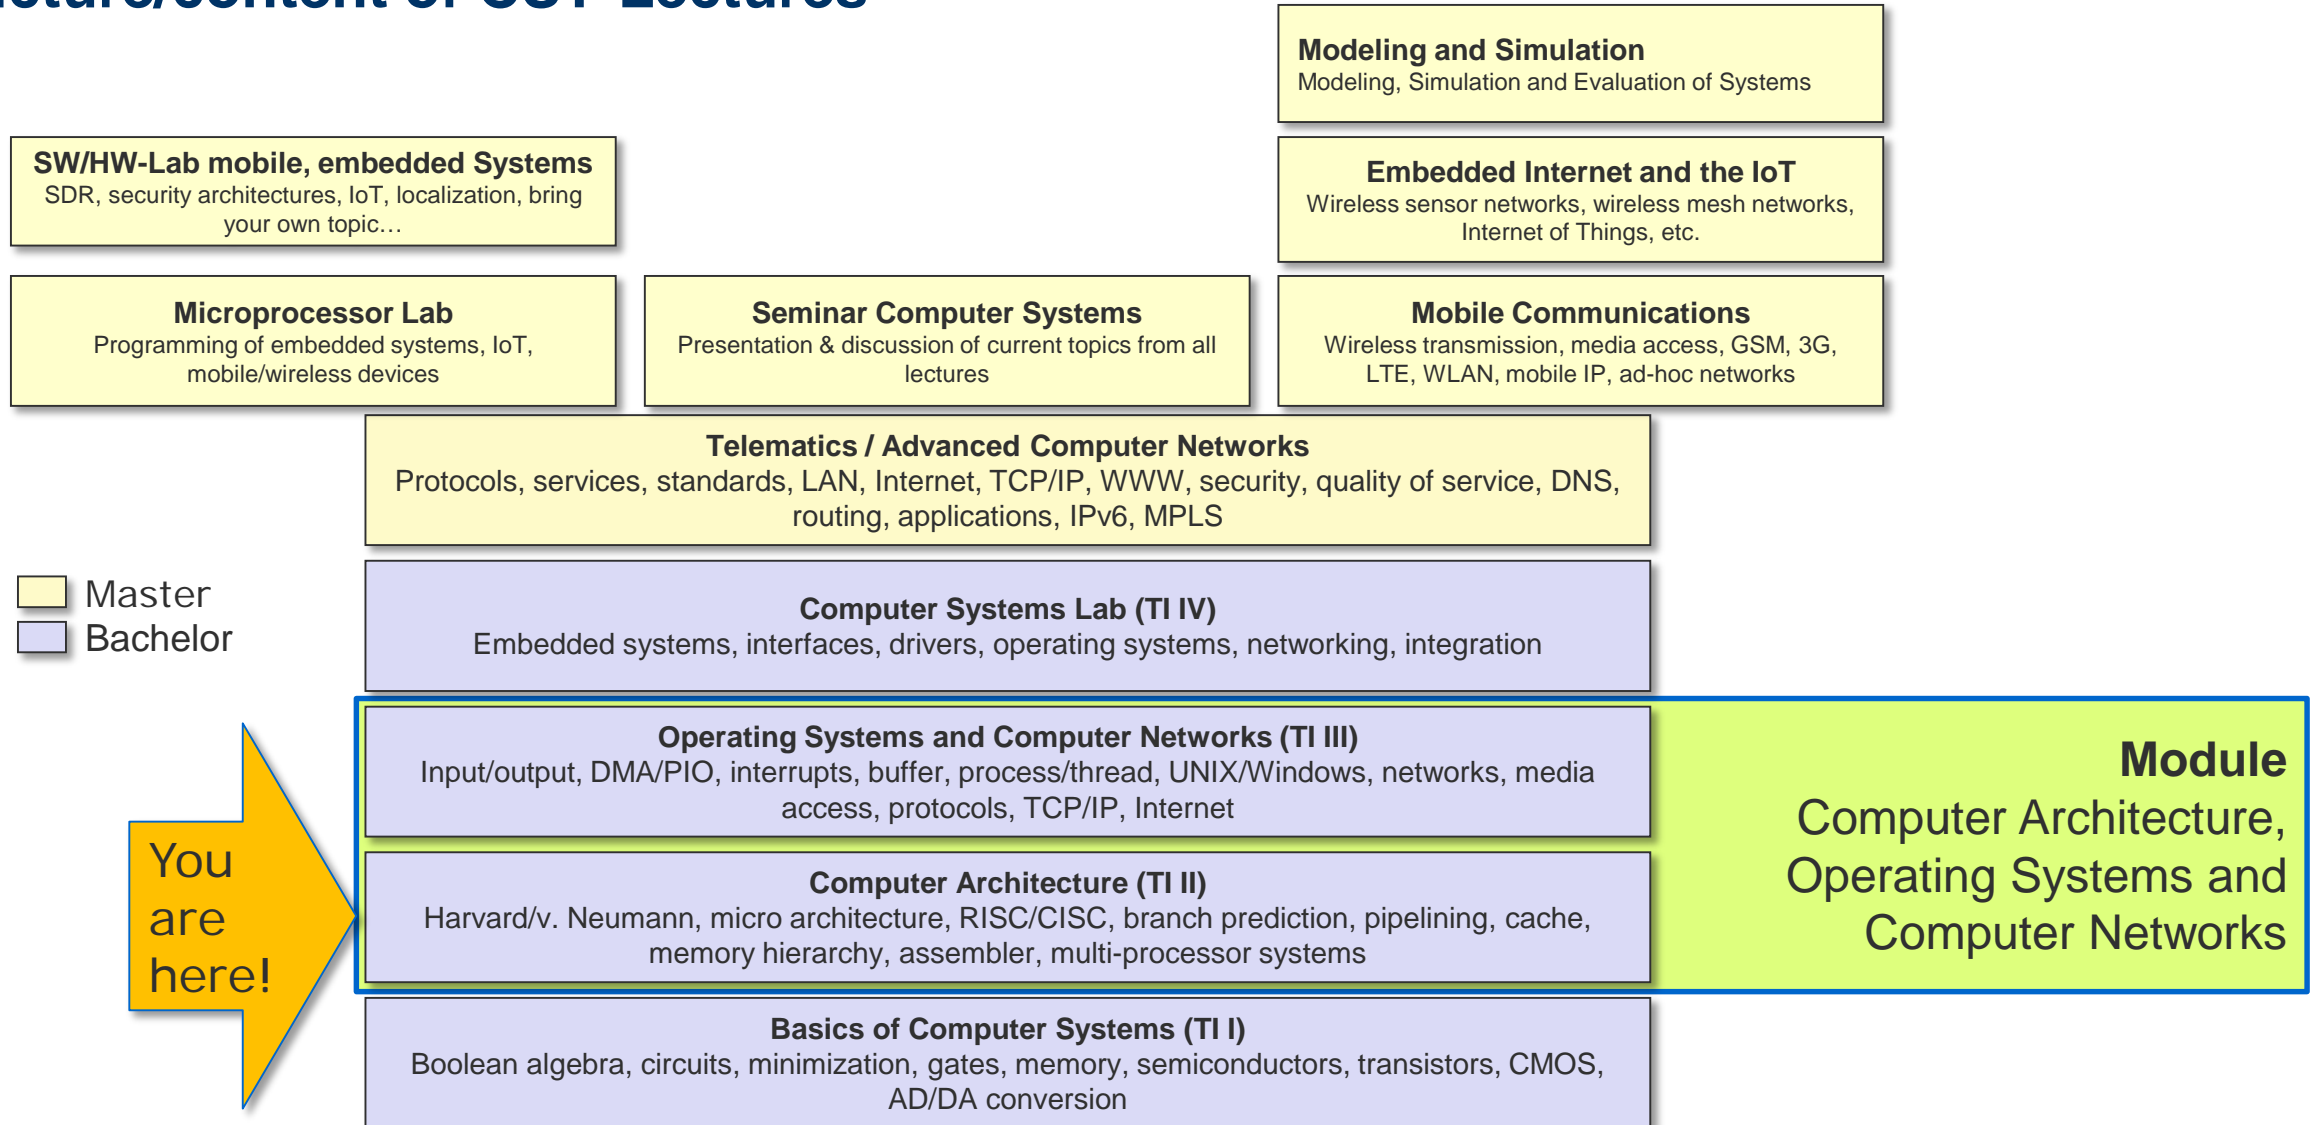 content of CST-Lectures
Modeling and Simulation
Modeling, Simulation and Evaluation of Systems
SW/HW-Lab mobile, embedded Systems
SDR, security architectures, IoT, localization, bring
your own topic…
Embedded Internet and the IoT
Wireless sensor networks, wireless mesh networks,
Internet of Things, etc.
Microprocessor Lab
Programming of embedded systems, IoT,
mobile/wireless devices
Seminar Computer Systems
Presentation & discussion of current topics from all
lectures
Mobile Communications
Wireless transmission, media access, GSM, 3G,
LTE, WLAN, mobile IP, ad-hoc networks
Telematics / Advanced Computer Networks
Protocols, services, standards, LAN, Internet, TCP/IP, WWW, security, quality of service, DNS,
routing, applications, IPv6, MPLS
Master
Bachelor
Computer Systems Lab (TI IV)
Embedded systems, interfaces, drivers, operating systems, networking, integration
Operating Systems and Computer Networks (TI III)
Input/output, DMA/PIO, interrupts, buffer, process/thread, UNIX/Windows, networks, media
access, protocols, TCP/IP, Internet
Module
Computer Architecture,
Operating Systems and
Computer Networks
You
are
here!
Computer Architecture (TI II)
Harvard/v. Neumann, micro architecture, RISC/CISC, branch prediction, pipelining, cache,
memory hierarchy, assembler, multi-processor systems
Basics of Computer Systems (TI I)
Boolean algebra, circuits, minimization, gates, memory, semiconductors, transistors, CMOS,
AD/DA conversion